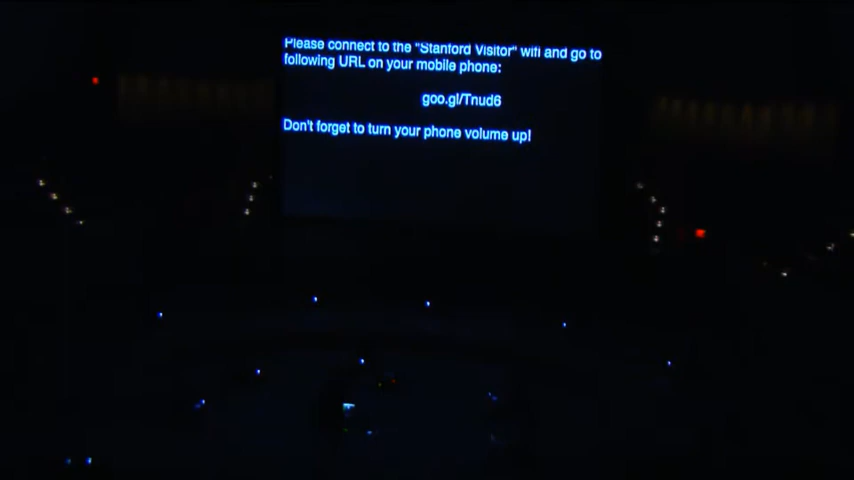 Please connect to the "Stanford Visitor" wifi and go to
following URL on your mobile phone:
goo.gl/Tnud6
Don't forget to turn your phone volume up!